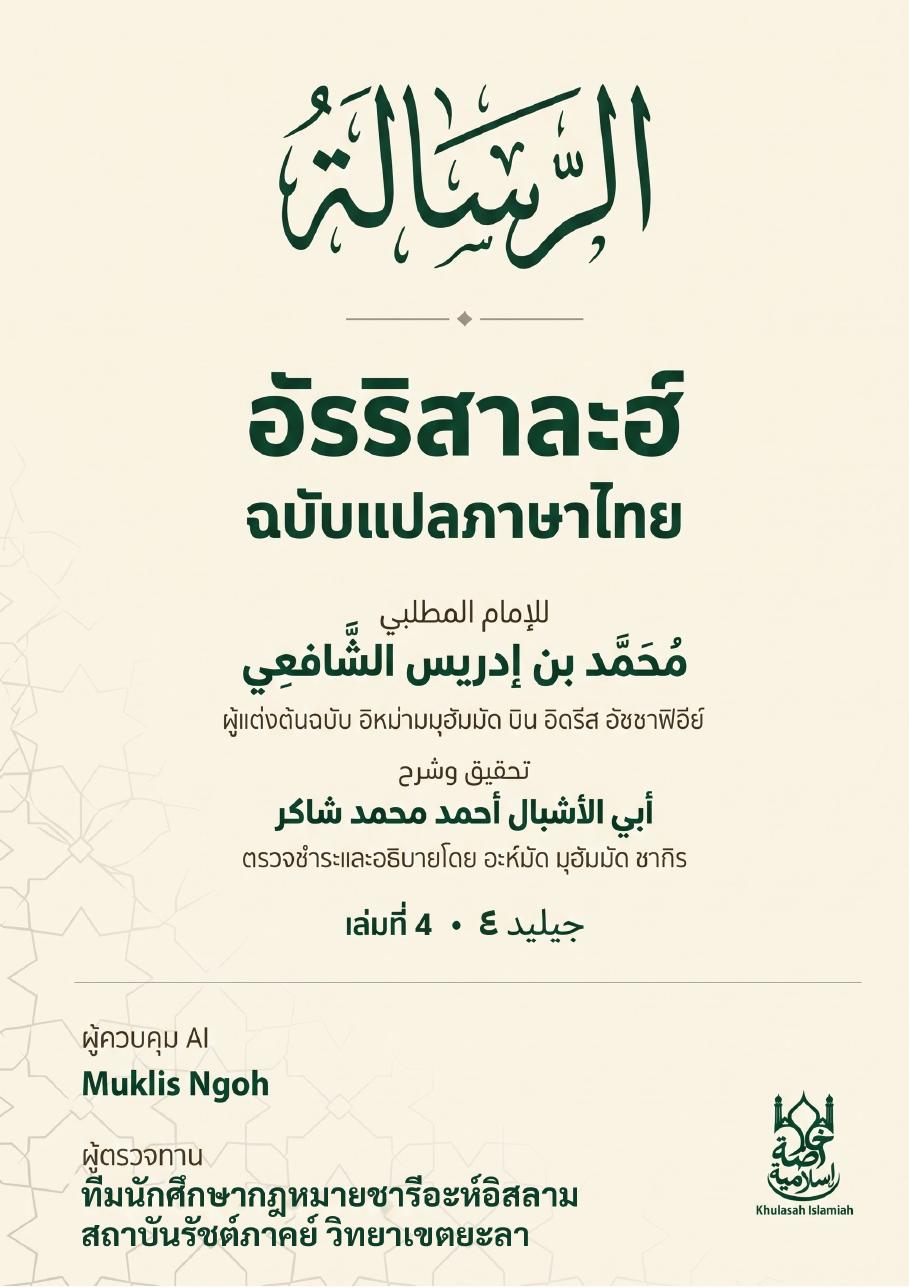 الرِّسَالَةُ
อัรริสาละฮ์
ฉบับแปลภาษาไทย
للإمام المطلبي
مُحَمَّد بن إدريس الشَّافعِي
ผู้แต่งต้นฉบับ อิหม่ามมุฮัมมัด บิน อิดรีส อัชชาฟิอีย์
تحقيق وشرح
أبي الأشبال أحمد محمد شاكر
ตรวจชำระและอธิบายโดย อะห์มัด มุฮัมมัด ชากิร
เล่มที่ 4 • جيليد ٤
ผู้ควบคุม AI
Muklis Ngoh
ผู้ตรวจทาน
ทีมนักศึกษากฎหมายชารีอะห์อิสลาม
สถาบันรัชต์ภาคย์ วิทยาเขตยะลา
خلاصة
إسلامية
Khulasah Islamiah